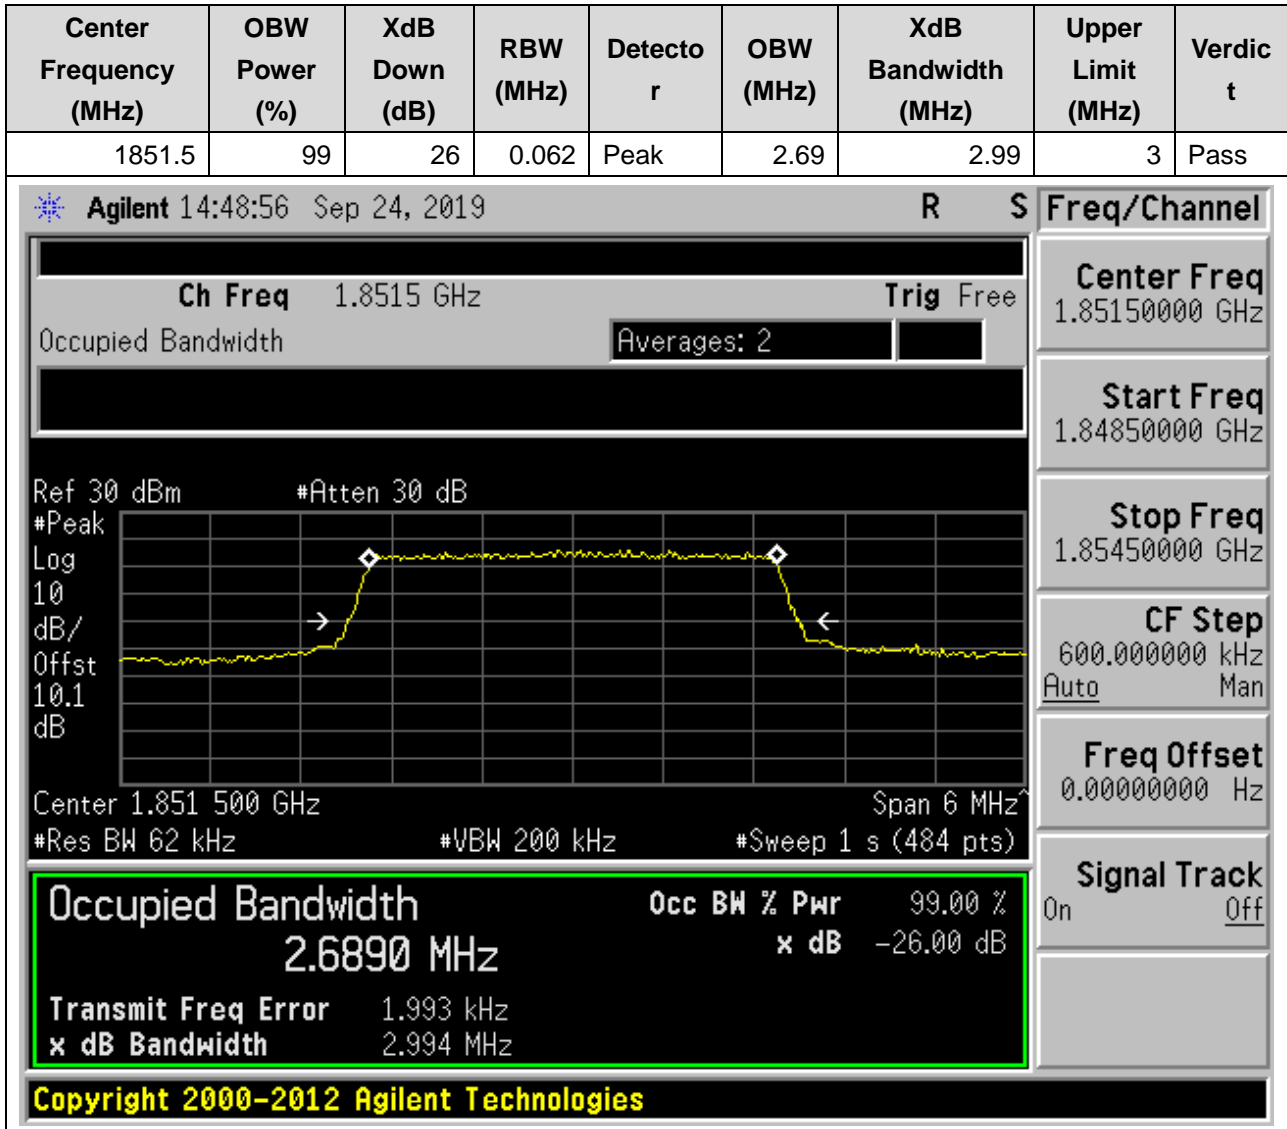 Center Frequency (MHz) OBW Power (%) XdB Down (dB) RBW (MHz) Detecto r OBW (MHz) XdB Bandwidth (MHz) Upper Limit (MHz) Verdic t
1851.5 99 26 0.062 Peak 2.69 2.99 3 Pass
Agilent 14:48:56 Sep 24, 2019 R S Freq/Channel
Ch Freq 1.8515 GHz Trig Free
Occupied Bandwidth Averages: 2
Center Freq
1.85150000 GHz
Start Freq
1.84850000 GHz
Stop Freq
1.85450000 GHz
CF Step
600.000000 kHz
Auto Man
Freq Offset
0.00000000 Hz
Signal Track
On Off
Ref 30 dBm #Atten 30 dB
#Peak
Log
10
dB/
Offst
10.1
dB
Center 1.851 500 GHz Span 6 MHz^
#Res BW 62 kHz #VBW 200 kHz #Sweep 1 s (484 pts)
Occupied Bandwidth Occ BW % Pwr 99.00 %
2.6890 MHz x dB -26.00 dB
Transmit Freq Error 1.993 kHz
x dB Bandwidth 2.994 MHz
Copyright 2000-2012 Agilent Technologies